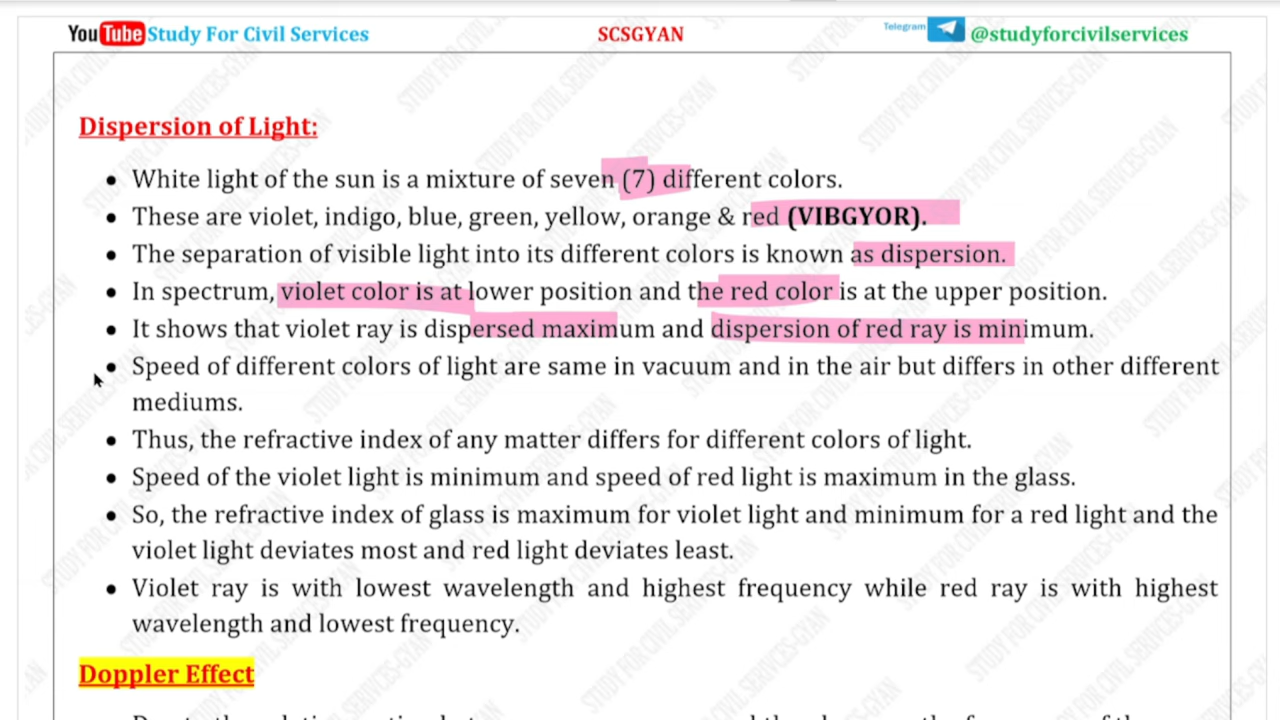 YouTube Study For Civil Services SCSGYAN Telegram @studyforcivilservices
Dispersion of Light:
• White light of the sun is a mixture of seven (7) different colors.
• These are violet, indigo, blue, green, yellow, orange & red (VIBGYOR).
• The separation of visible light into its different colors is known as dispersion.
• In spectrum, violet color is at lower position and the red color is at the upper position.
• It shows that violet ray is dispersed maximum and dispersion of red ray is minimum.
• Speed of different colors of light are same in vacuum and in the air but differs in other different
mediums.
• Thus, the refractive index of any matter differs for different colors of light.
• Speed of the violet light is minimum and speed of red light is maximum in the glass.
• So, the refractive index of glass is maximum for violet light and minimum for a red light and the
violet light deviates most and red light deviates least.
• Violet ray is with lowest wavelength and highest frequency while red ray is with highest
wavelength and lowest frequency.
Doppler Effect